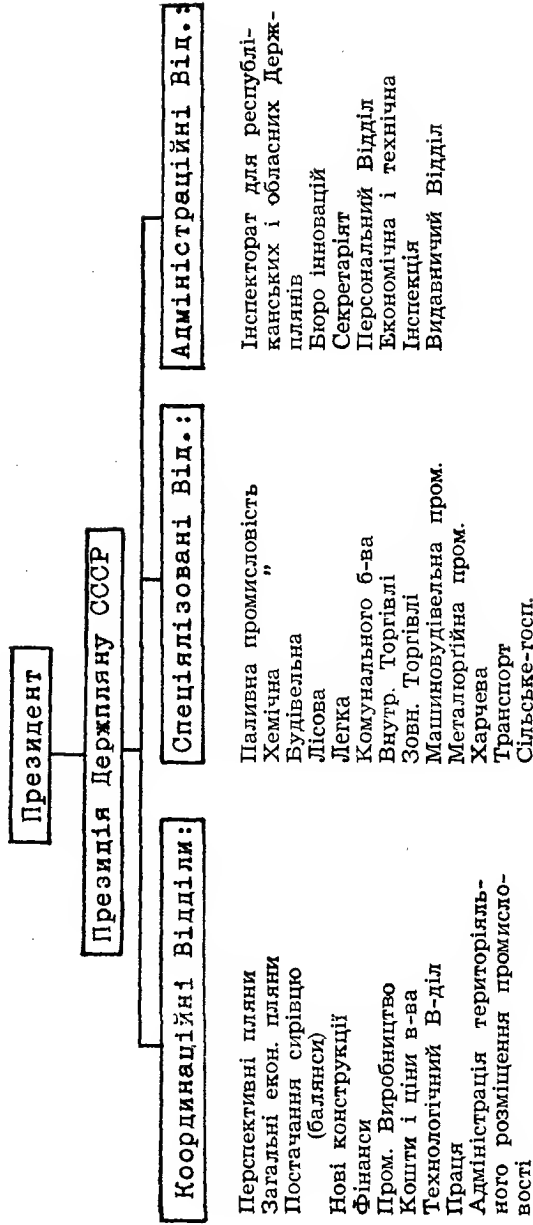 Президент
Президія Держпляну СССР
Координаційні Відділи:
Перспективні пляни
Загальні екон. пляни
Постачання сирівцю
(балянси)
Нові конструкції
Фінанси
Пром. Виробництво
Кошти і ціни в-ва
Технологічний В-діл
Праця
Адміністрація територіяль-
ного розміщення промисло-
вості
Спеціялізовані Від.:
Паливна промисловість
Хемічна „
Будівельна
Лісова
Легка
Комунального б-ва
Внутр. Торгівлі
Зовн. Торгівлі
Машиновудівельна пром.
Металюргійна пром.
Харчева
Транспорт
Сільське-госп.
Адміністраційні Від.:
Інспекторат для республі-
канських і обласних Держ-
плянів
Бюро інновацій
Секретаріят
Персональний Відділ
Економічна і технічна
Інспекція
Видавничий Відділ